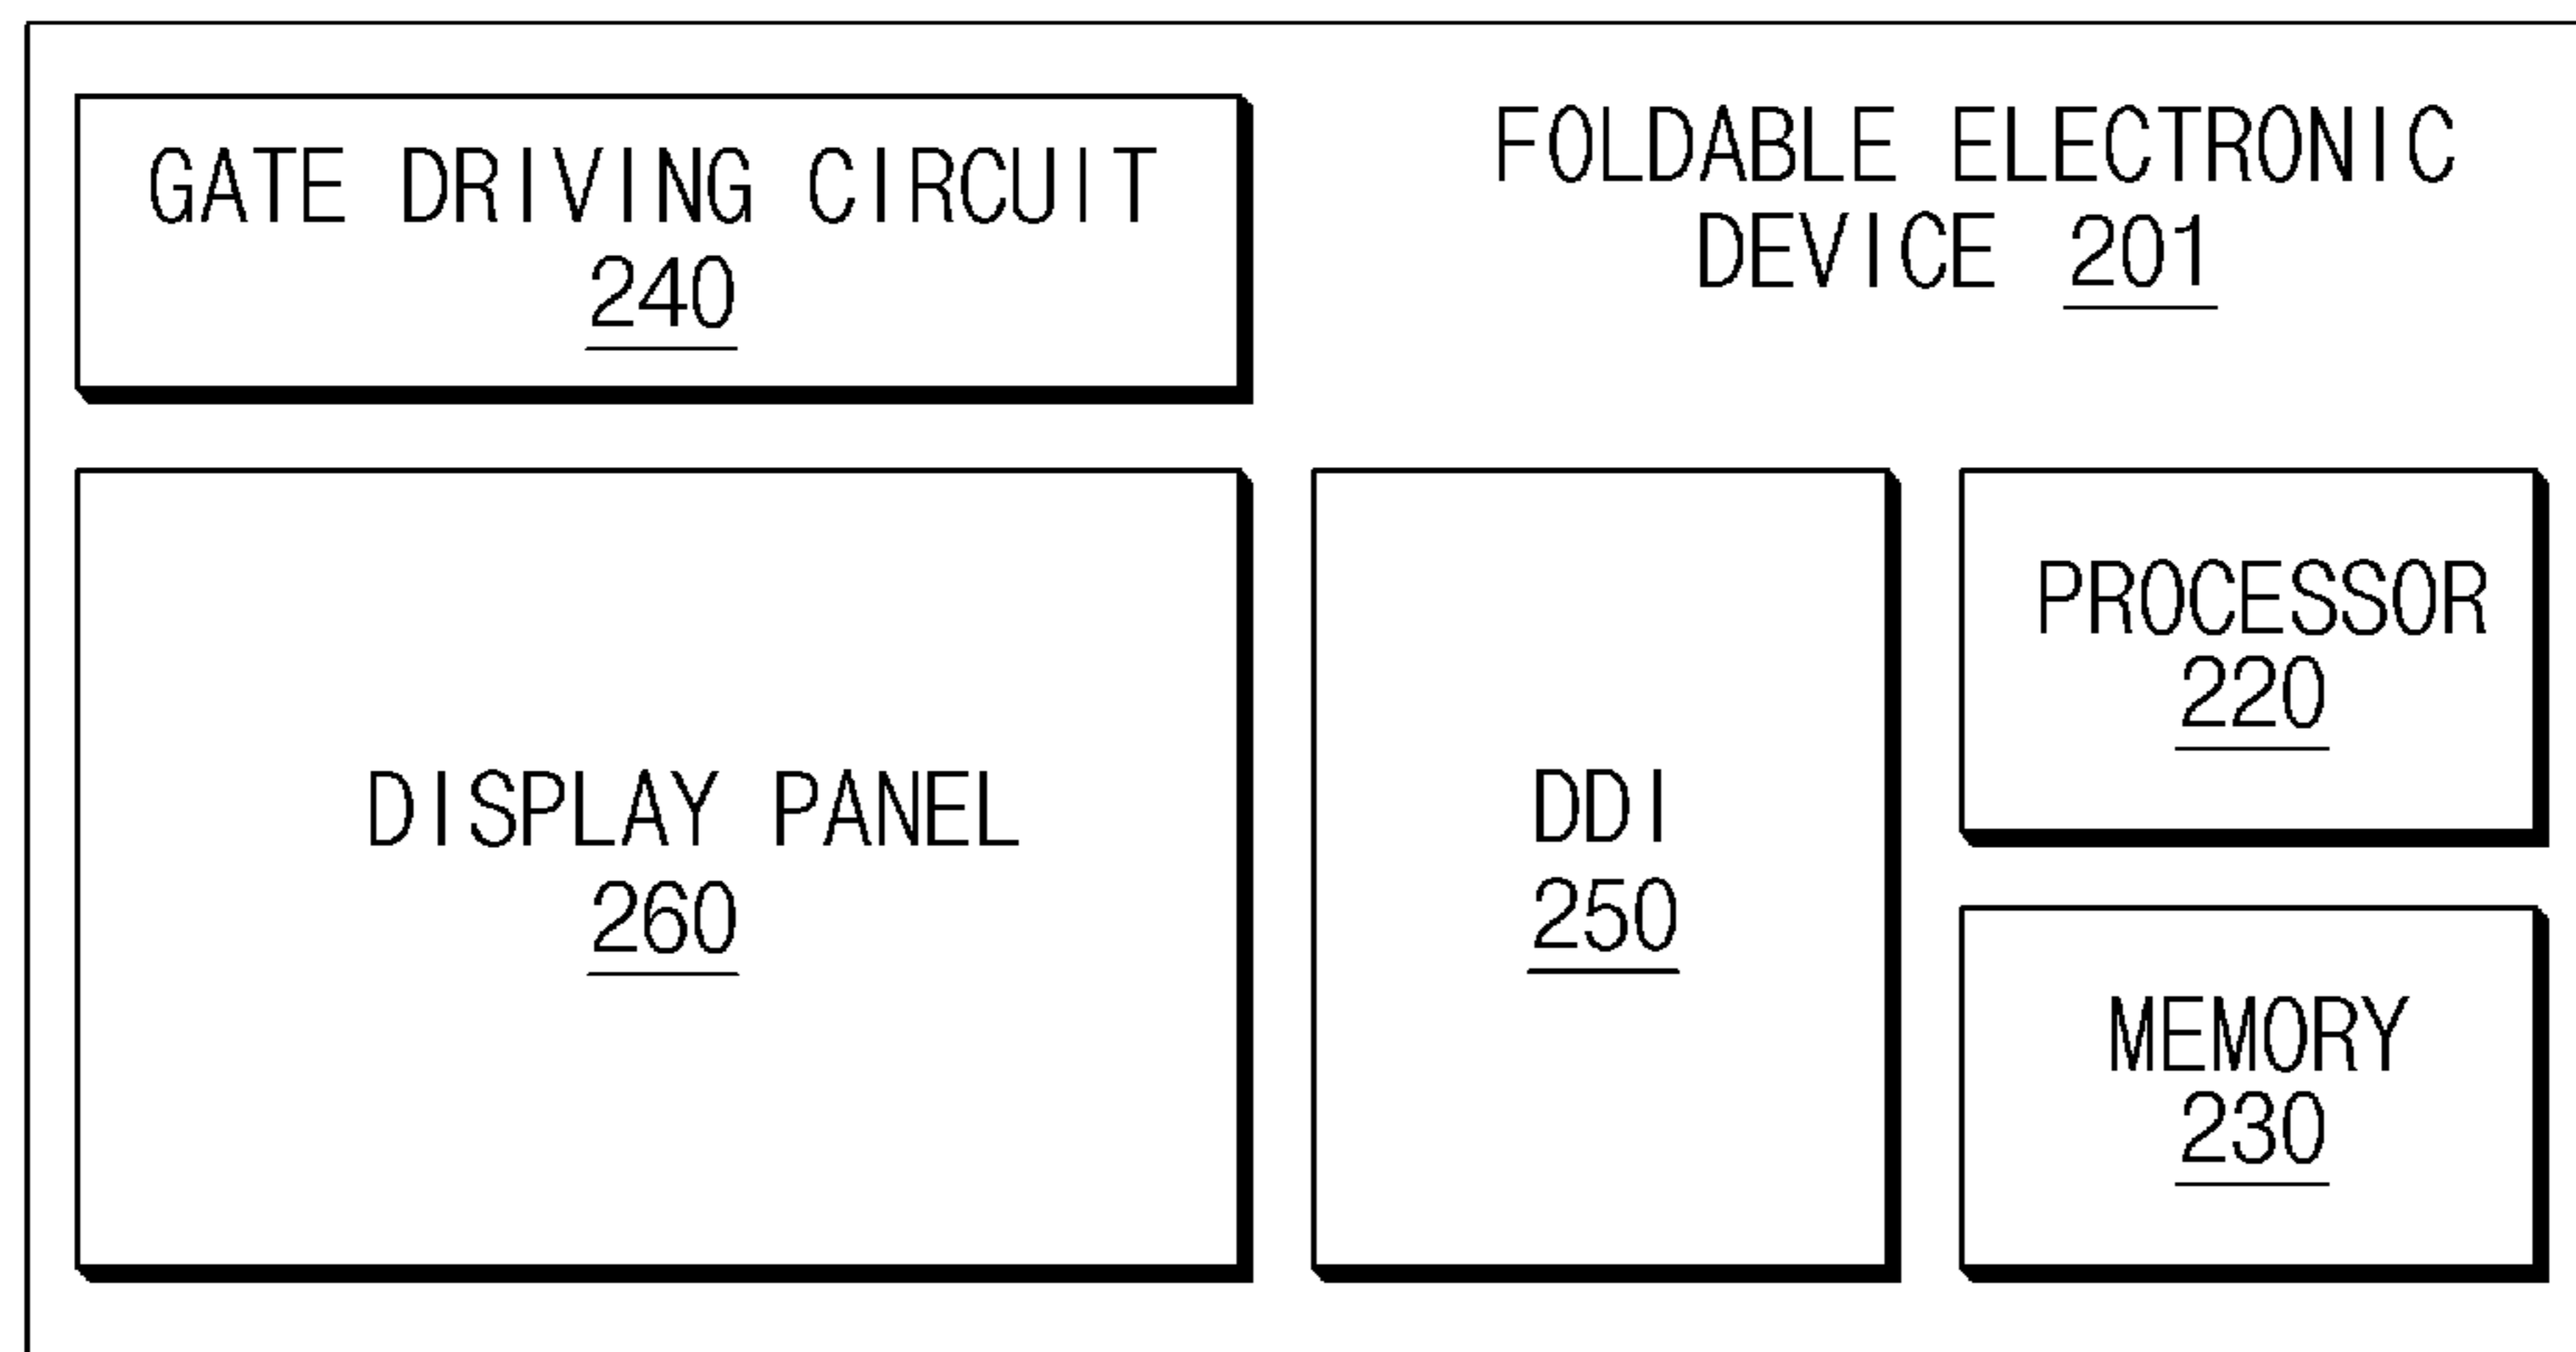 GATE DRIVING CIRCUIT
240
FOLDABLE ELECTRONIC
DEVICE 201
DISPLAY PANEL
260
DDI
250
PROCESSOR
220
MEMORY
230